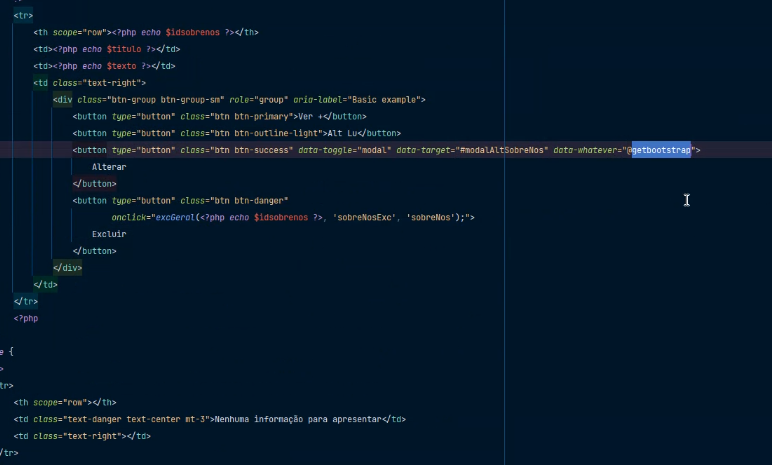 <tr>
<th scope="row"><?php echo $idsobrenos ?></th>
<td><?php echo $titulo ?></td>
<td><?php echo $texto ?></td>
<td class="text-right">
<div class="btn-group btn-group-sm" role="group" aria-label="Basic example">
<button type="button" class="btn btn-primary">Ver +</button>
<button type="button" class="btn btn-outline-light">Alt Lu</button>
<button type="button" class="btn btn-success" data-toggle="modal" data-target="#modalAltSobreNos" data-whatever="@getbootstrap">
Alterar
</button>
<button type="button" class="btn btn-danger"
onclick="excGeral(<?php echo $idsobrenos ?>, 'sobreNosExc', 'sobreNos');">
Excluir
</button>
</div>
</td>
</tr>
<?php
e {
>
tr>
<th scope="row"></th>
<td class="text-danger text-center mt-3">Nenhuma informação para apresentar</td>
<td class="text-right"></td>
/tr>